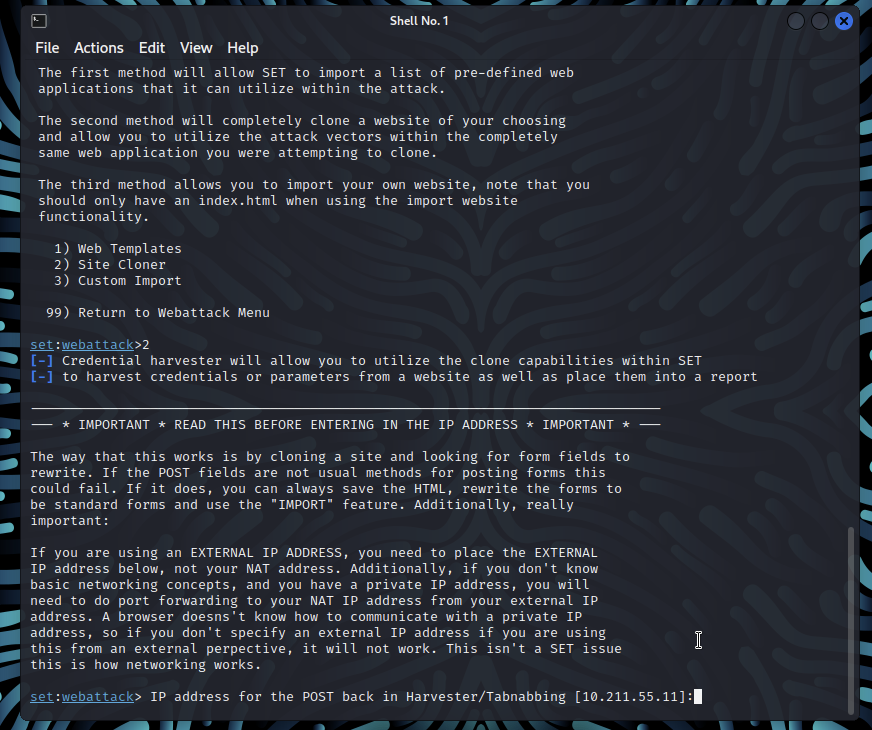 Shell No. 1
File Actions Edit View Help
The first method will allow SET to import a list of pre-defined web
applications that it can utilize within the attack.
The second method will completely clone a website of your choosing
and allow you to utilize the attack vectors within the completely
same web application you were attempting to clone.
The third method allows you to import your own website, note that you
should only have an index.html when using the import website
functionality.
1) Web Templates
2) Site Cloner
3) Custom Import
99) Return to Webattack Menu
set:webattack>2
[-] Credential harvester will allow you to utilize the clone capabilities within SET
[-] to harvest credentials or parameters from a website as well as place them into a report
--- * IMPORTANT * READ THIS BEFORE ENTERING IN THE IP ADDRESS * IMPORTANT * ---
The way that this works is by cloning a site and looking for form fields to
rewrite. If the POST fields are not usual methods for posting forms this
could fail. If it does, you can always save the HTML, rewrite the forms to
be standard forms and use the "IMPORT" feature. Additionally, really
important:
If you are using an EXTERNAL IP ADDRESS, you need to place the EXTERNAL
IP address below, not your NAT address. Additionally, if you don't know
basic networking concepts, and you have a private IP address, you will
need to do port forwarding to your NAT IP address from your external IP
address. A browser doesns't know how to communicate with a private IP
address, so if you don't specify an external IP address if you are using
this from an external perpective, it will not work. This isn't a SET issue
this is how networking works.
set:webattack> IP address for the POST back in Harvester/Tabnabbing [10.211.55.11]: